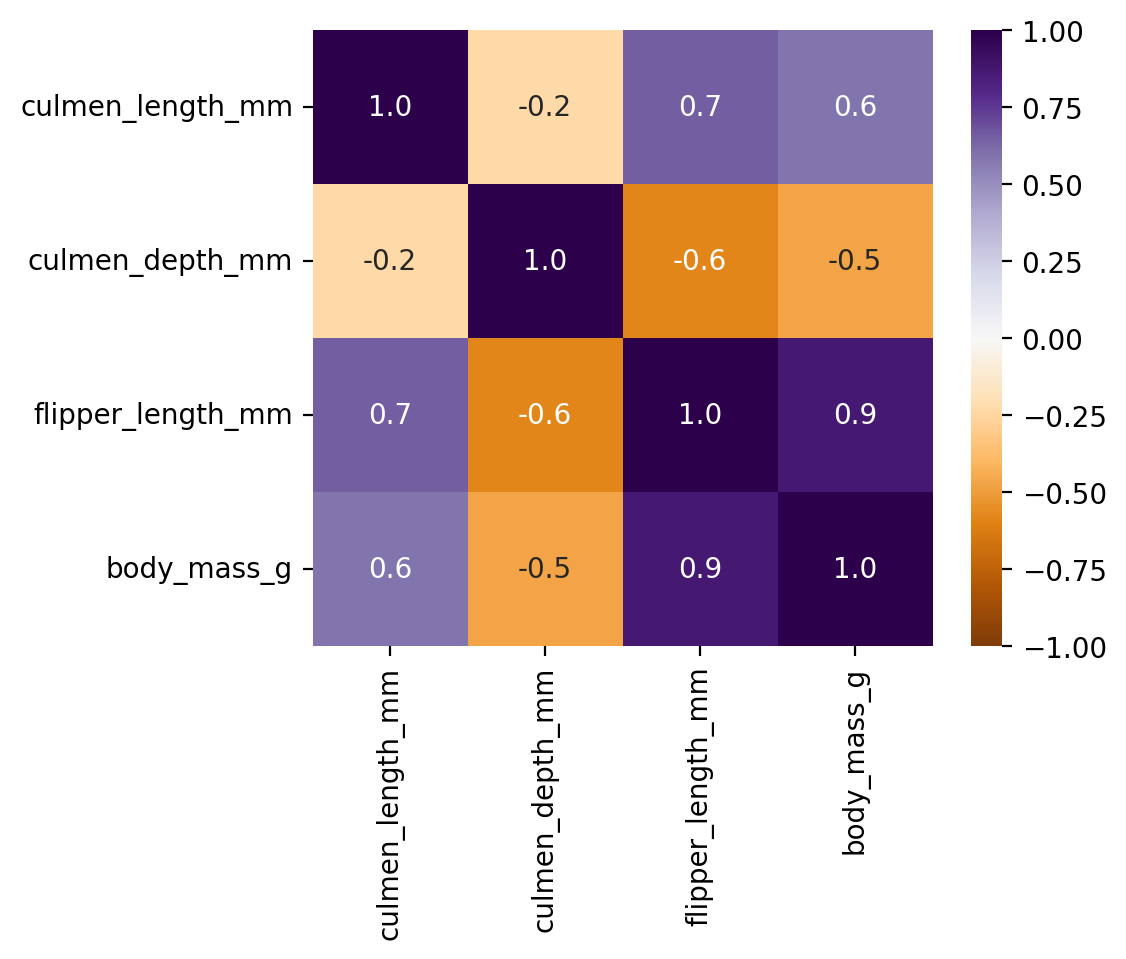 culmen_length_mm 1.0 -0.2 0.7 0.6
culmen_depth_mm -0.2 1.0 -0.6 -0.5
flipper_length_mm 0.7 -0.6 1.0 0.9
body_mass_g 0.6 -0.5 0.9 1.0
culmen_length_mm
culmen_depth_mm
flipper_length_mm
body_mass_g
1.00
0.75
0.50
0.25
0.00
−0.25
−0.50
−0.75
−1.00